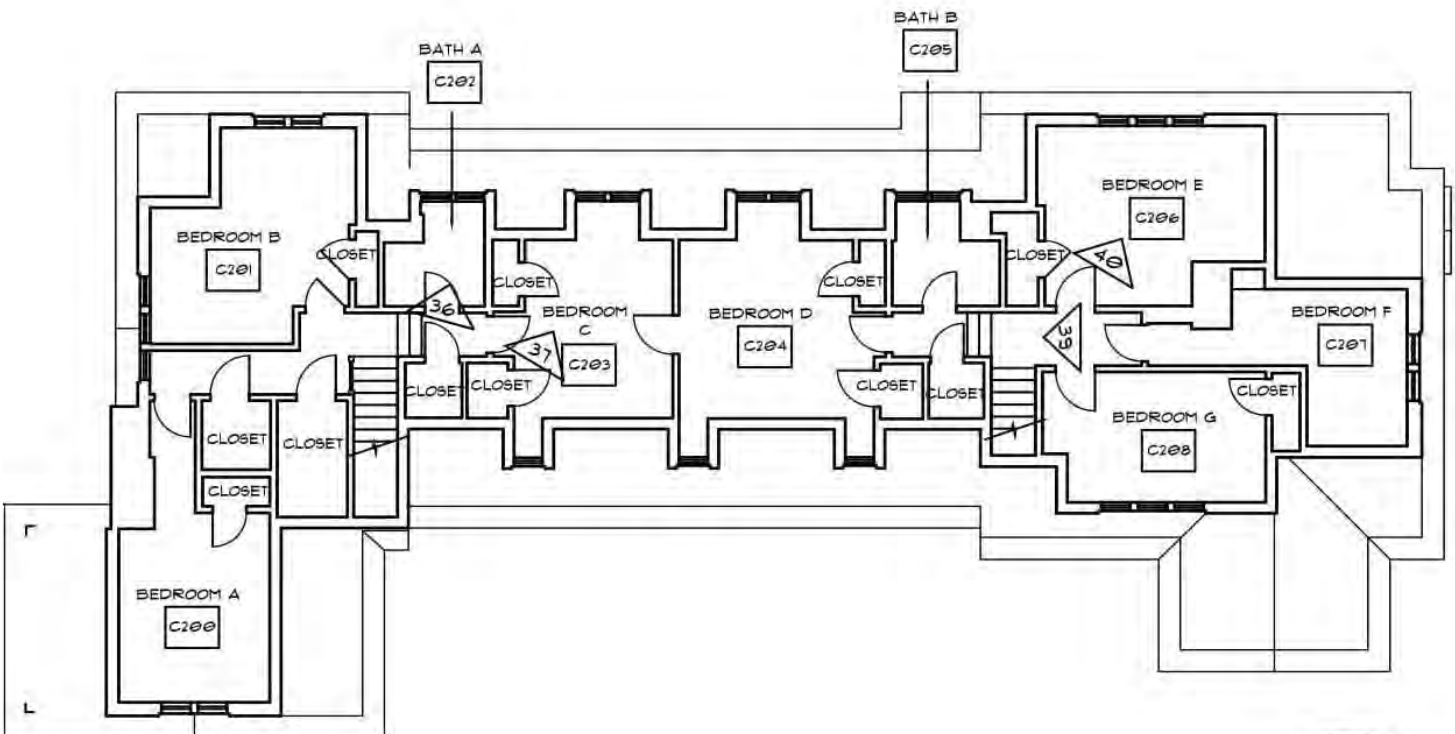 BATH A
C202
BATH B
C205
BEDROOM B
C201
CLOSET
36
CLOSET
37
BEDROOM
C
C203
BEDROOM D
C204
CLOSET
CLOSET
BEDROOM E
C206
40
39
BEDROOM F
C207
CLOSET
CLOSET
CLOSET
CLOSET
CLOSET
CLOSET
CLOSET
CLOSET
BEDROOM G
C208
CLOSET
BEDROOM A
C200